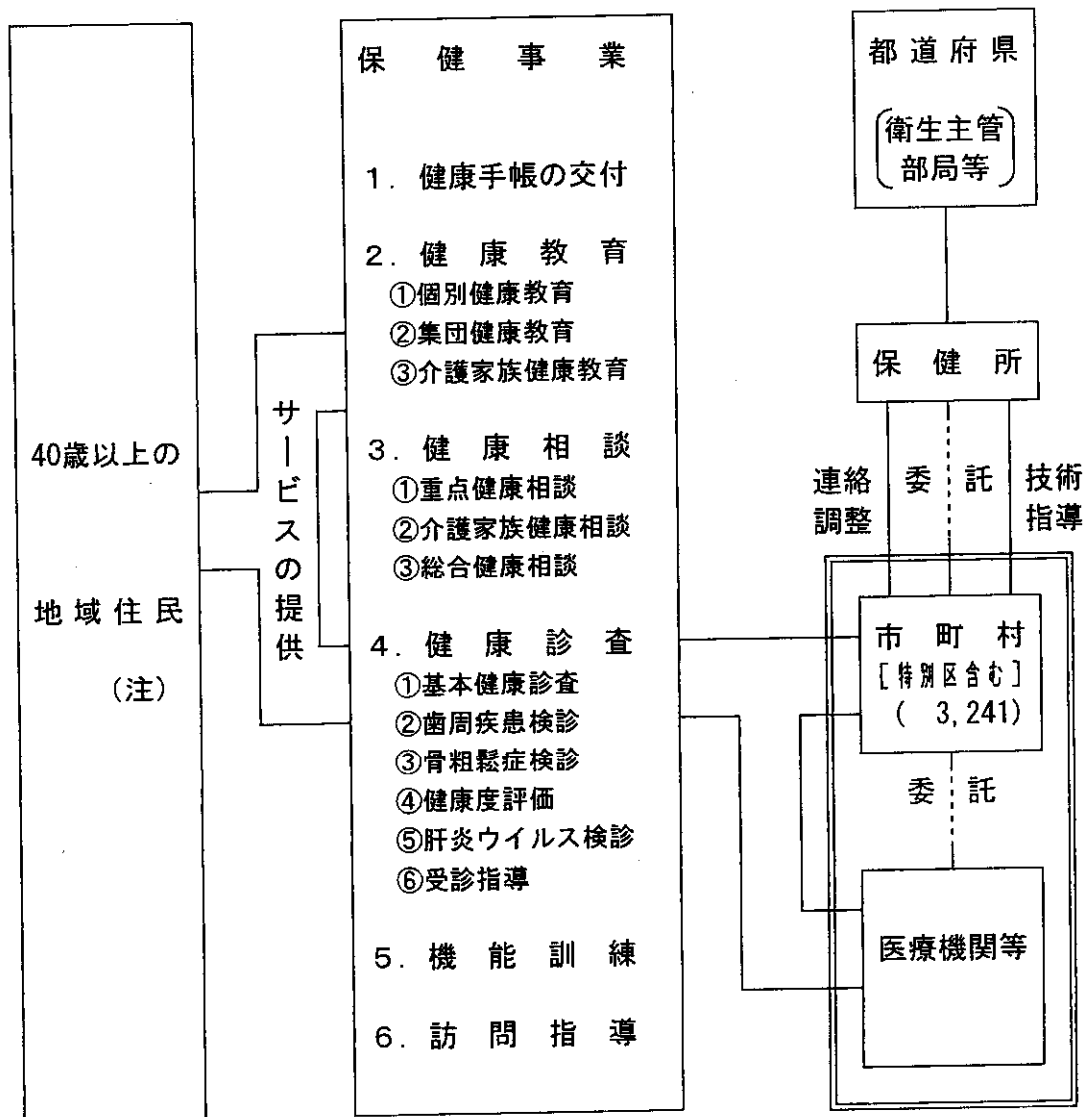 40歳以上の
地域住民
(注)
サービスの提供
保健事業
1. 健康手帳の交付
2. 健康教育
①個別健康教育
②集団健康教育
③介護家族健康教育
3. 健康相談
①重点健康相談
②介護家族健康相談
③総合健康相談
4. 健康診査
①基本健康診査
②歯周疾患検診
③骨粗鬆症検診
④健康度評価
⑤肝炎ウイルス検診
⑥受診指導
5. 機能訓練
6. 訪問指導
都道府県
(衛生主管
部局等)
保健所
連絡
調整
委託
技術
指導
市町村
[特別区含む]
( 3,241)
委託
医療機関等